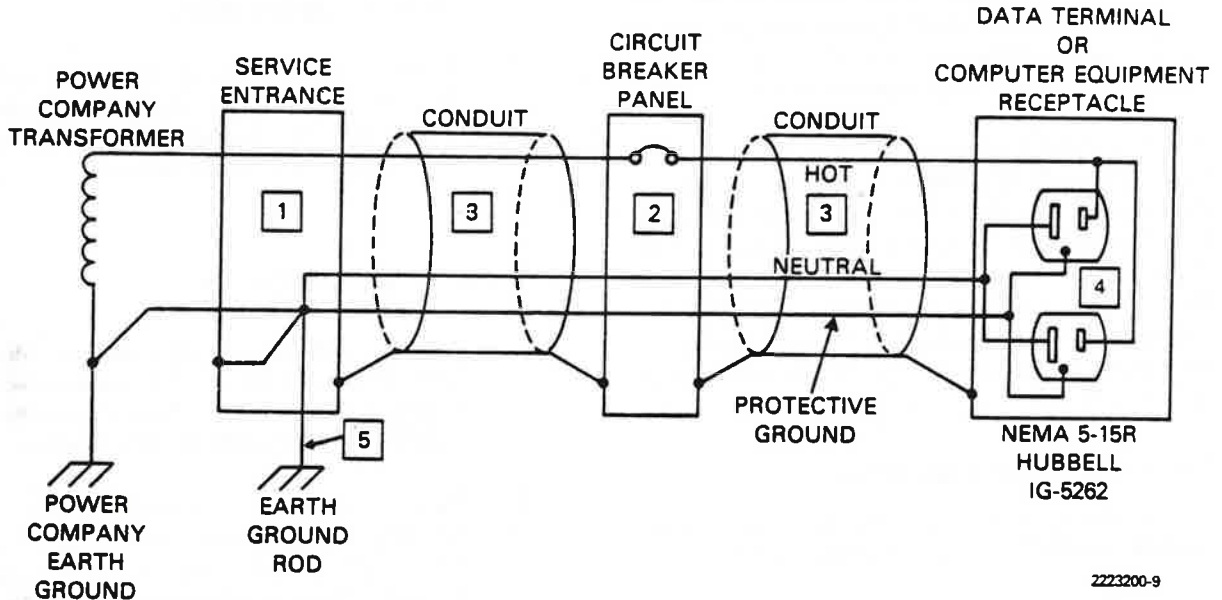 DATA TERMINAL
OR
COMPUTER EQUIPMENT
RECEPTACLE
CIRCUIT
BREAKER
PANEL
SERVICE
ENTRANCE
POWER
COMPANY
TRANSFORMER
CONDUIT
CONDUIT
HOT
1
3
2
3
NEUTRAL
4
PROTECTIVE
GROUND
5
NEMA 5-15R
HUBBELL
IG-5262
POWER
COMPANY
EARTH
GROUND
EARTH
GROUND
ROD
2223200-9